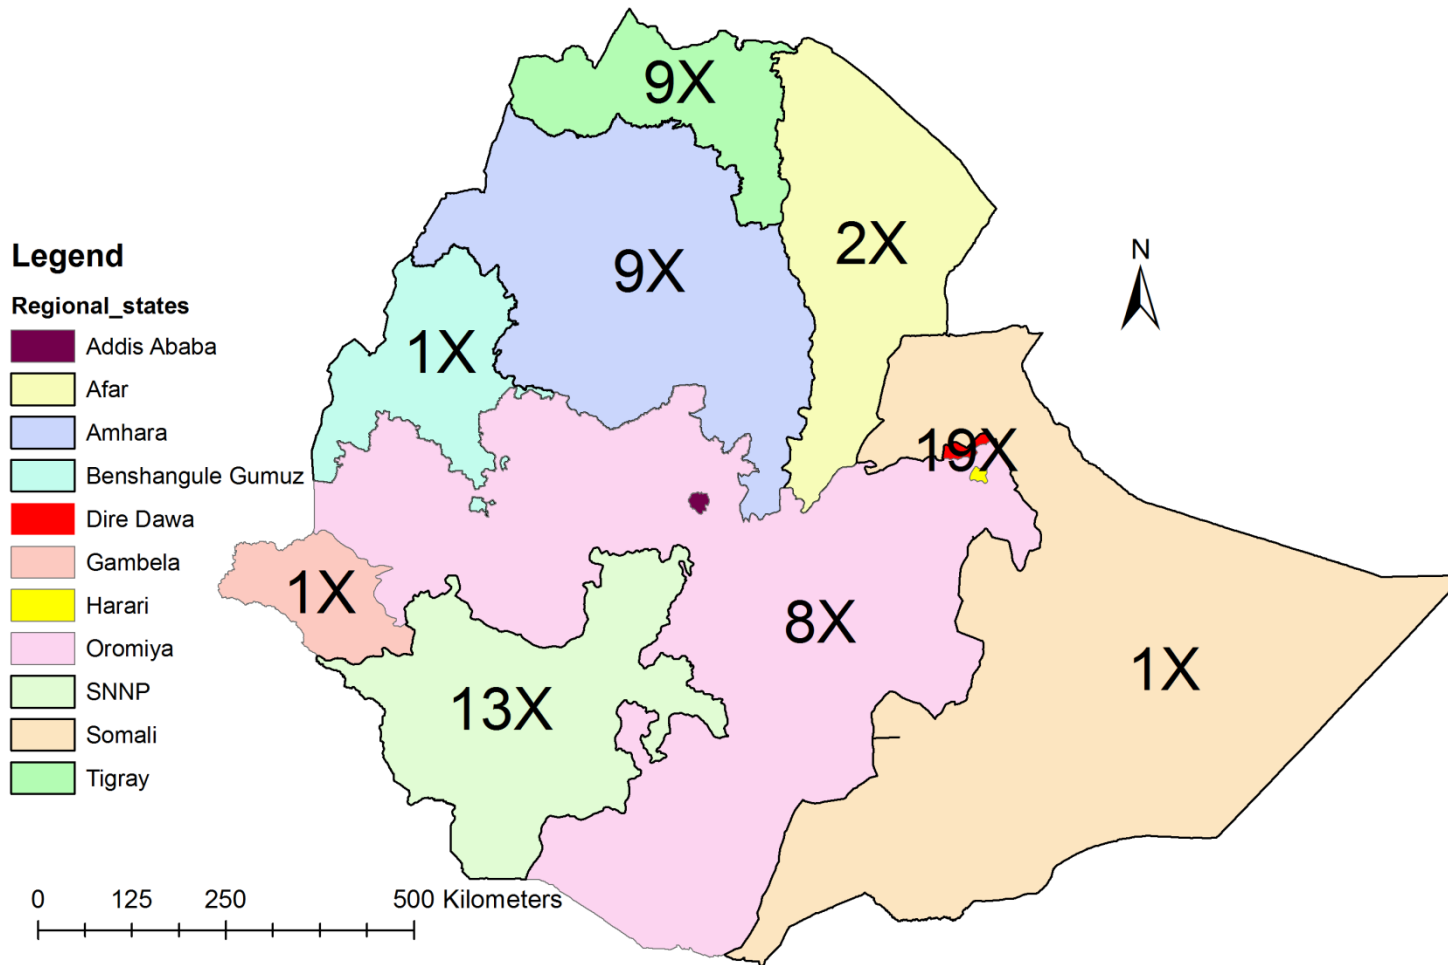 9X
9X
2X
N
Legend
Regional_states
Addis Ababa
Afar
Amhara
Benshangule Gumuz
Dire Dawa
Gambela
Harari
Oromiya
SNNP
Somali
Tigray
1X
19X
1X
8X
1X
13X
0 125 250 500 Kilometers